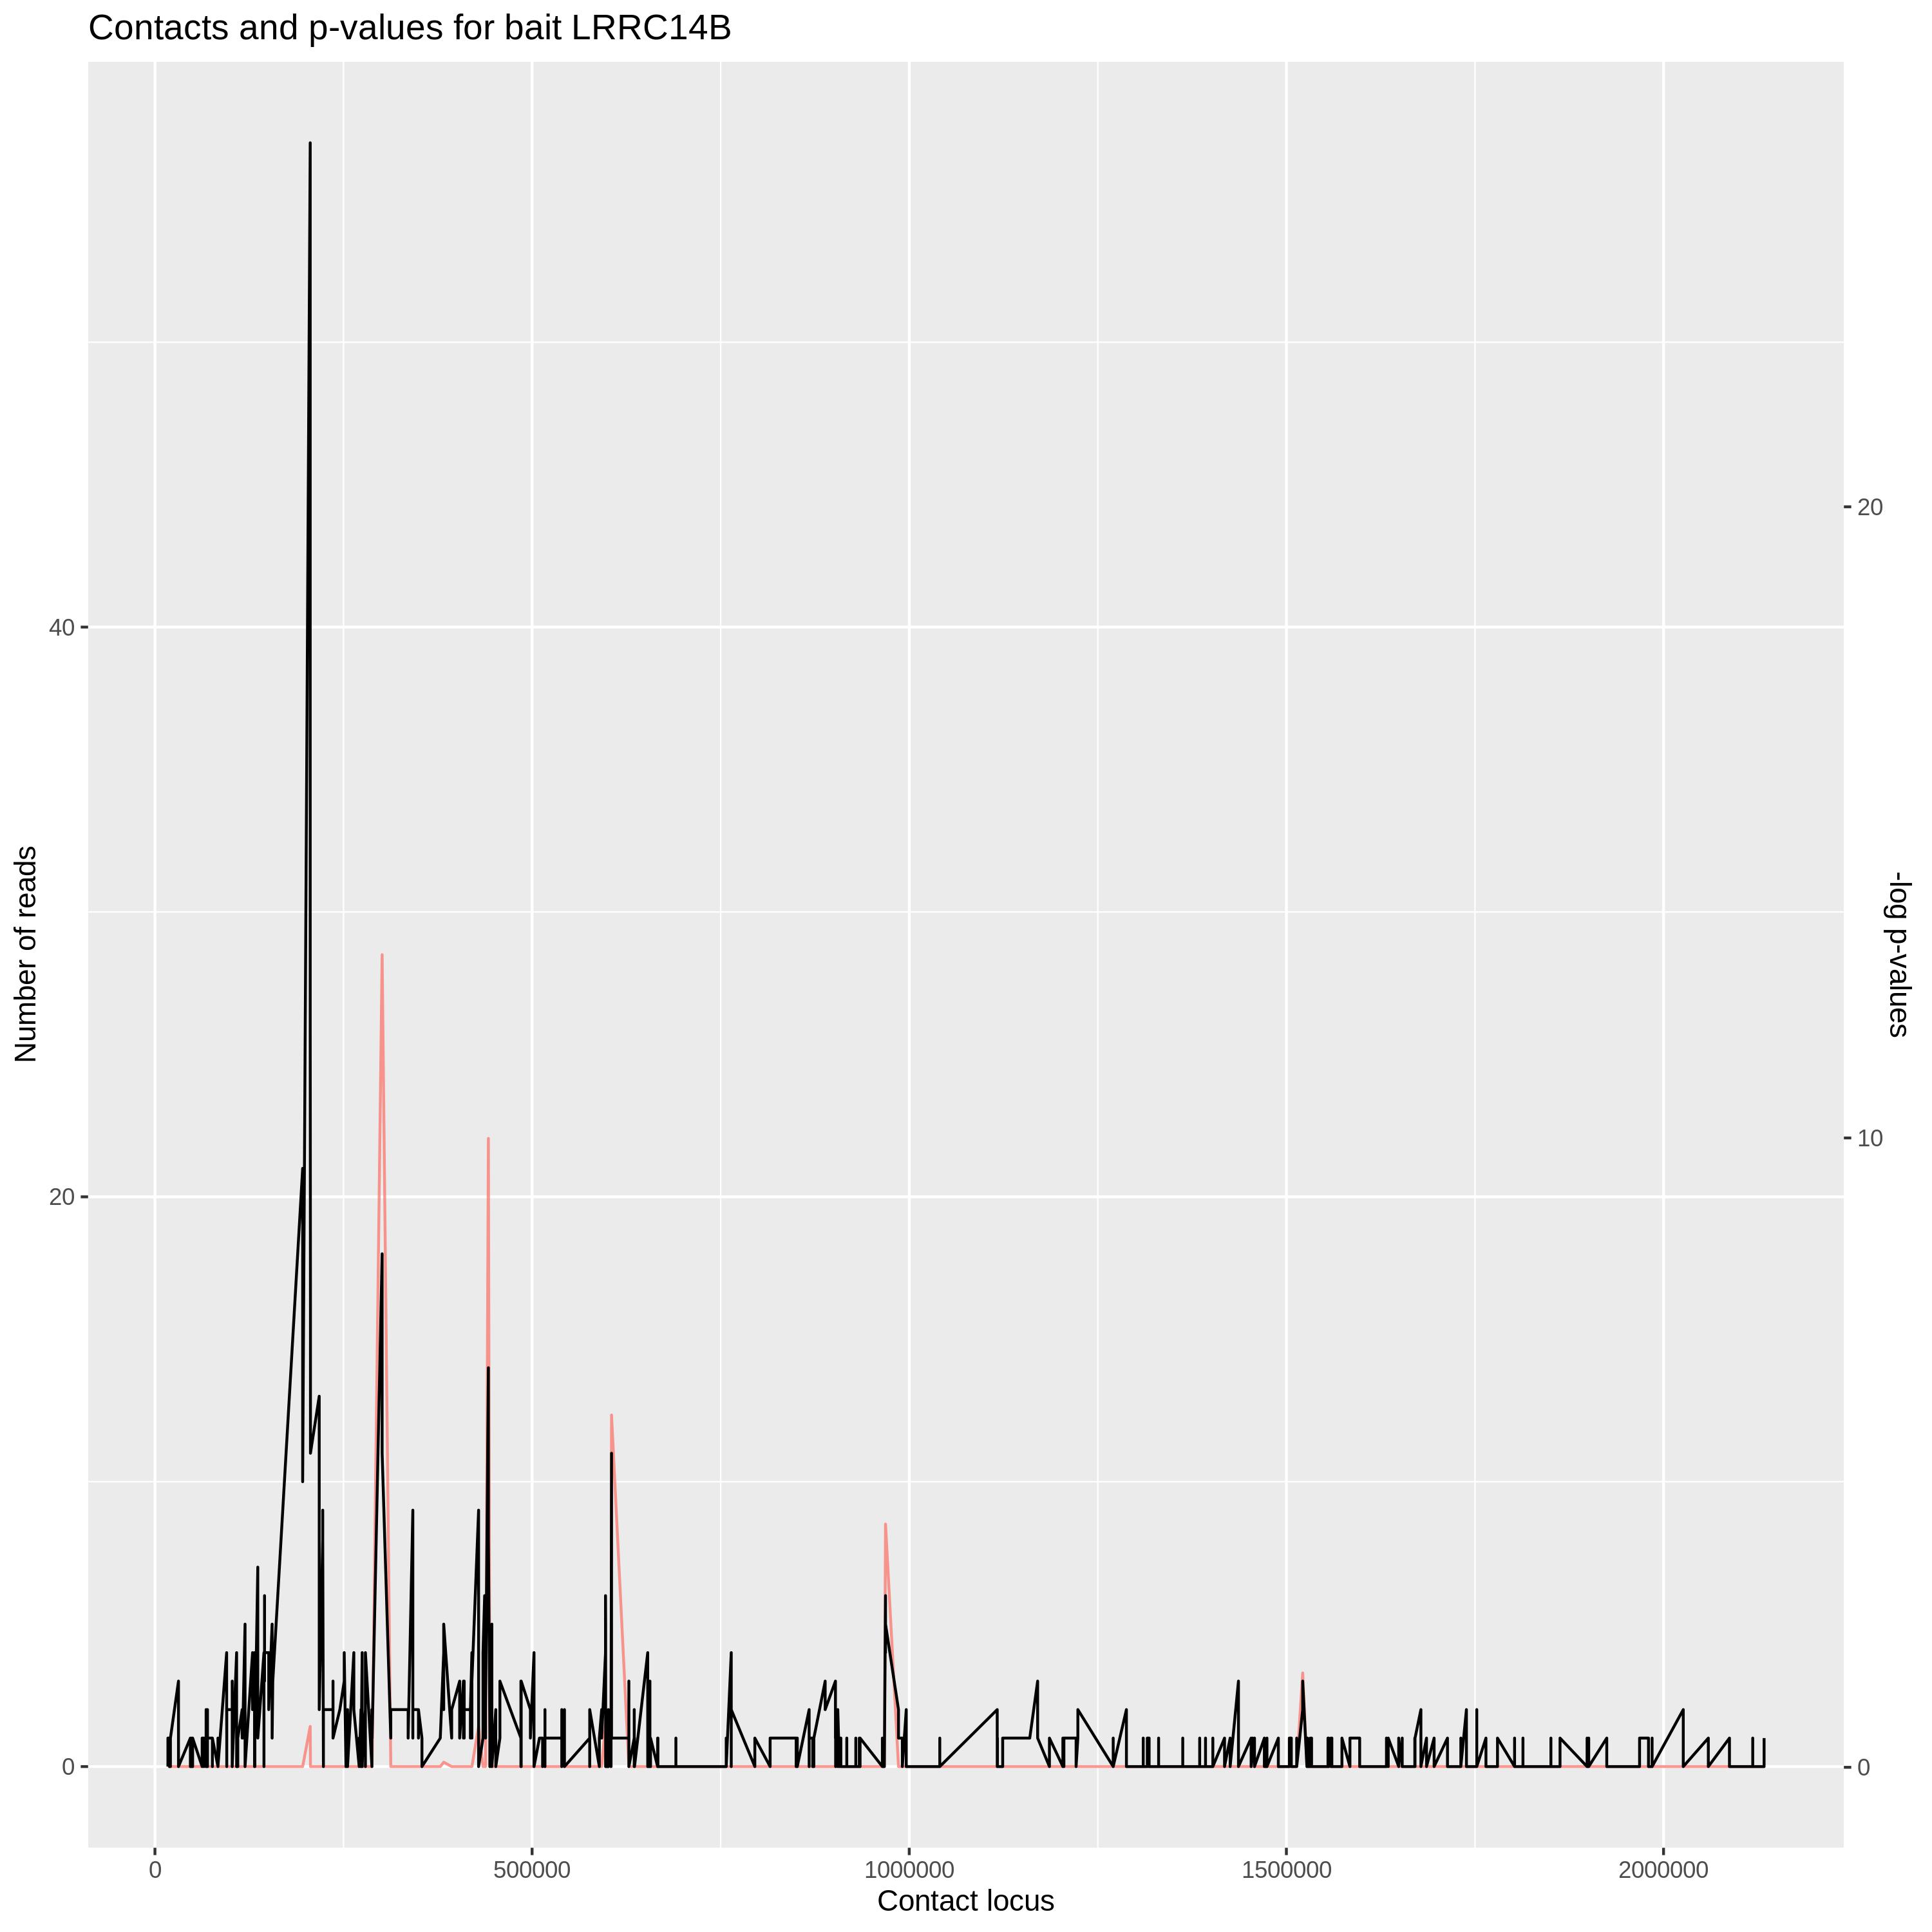 Contacts and p-values for bait LRRC14B
Number of reads
40
20
0
20
10
0
-log p-values
0 500000 1000000 1500000 2000000
Contact locus